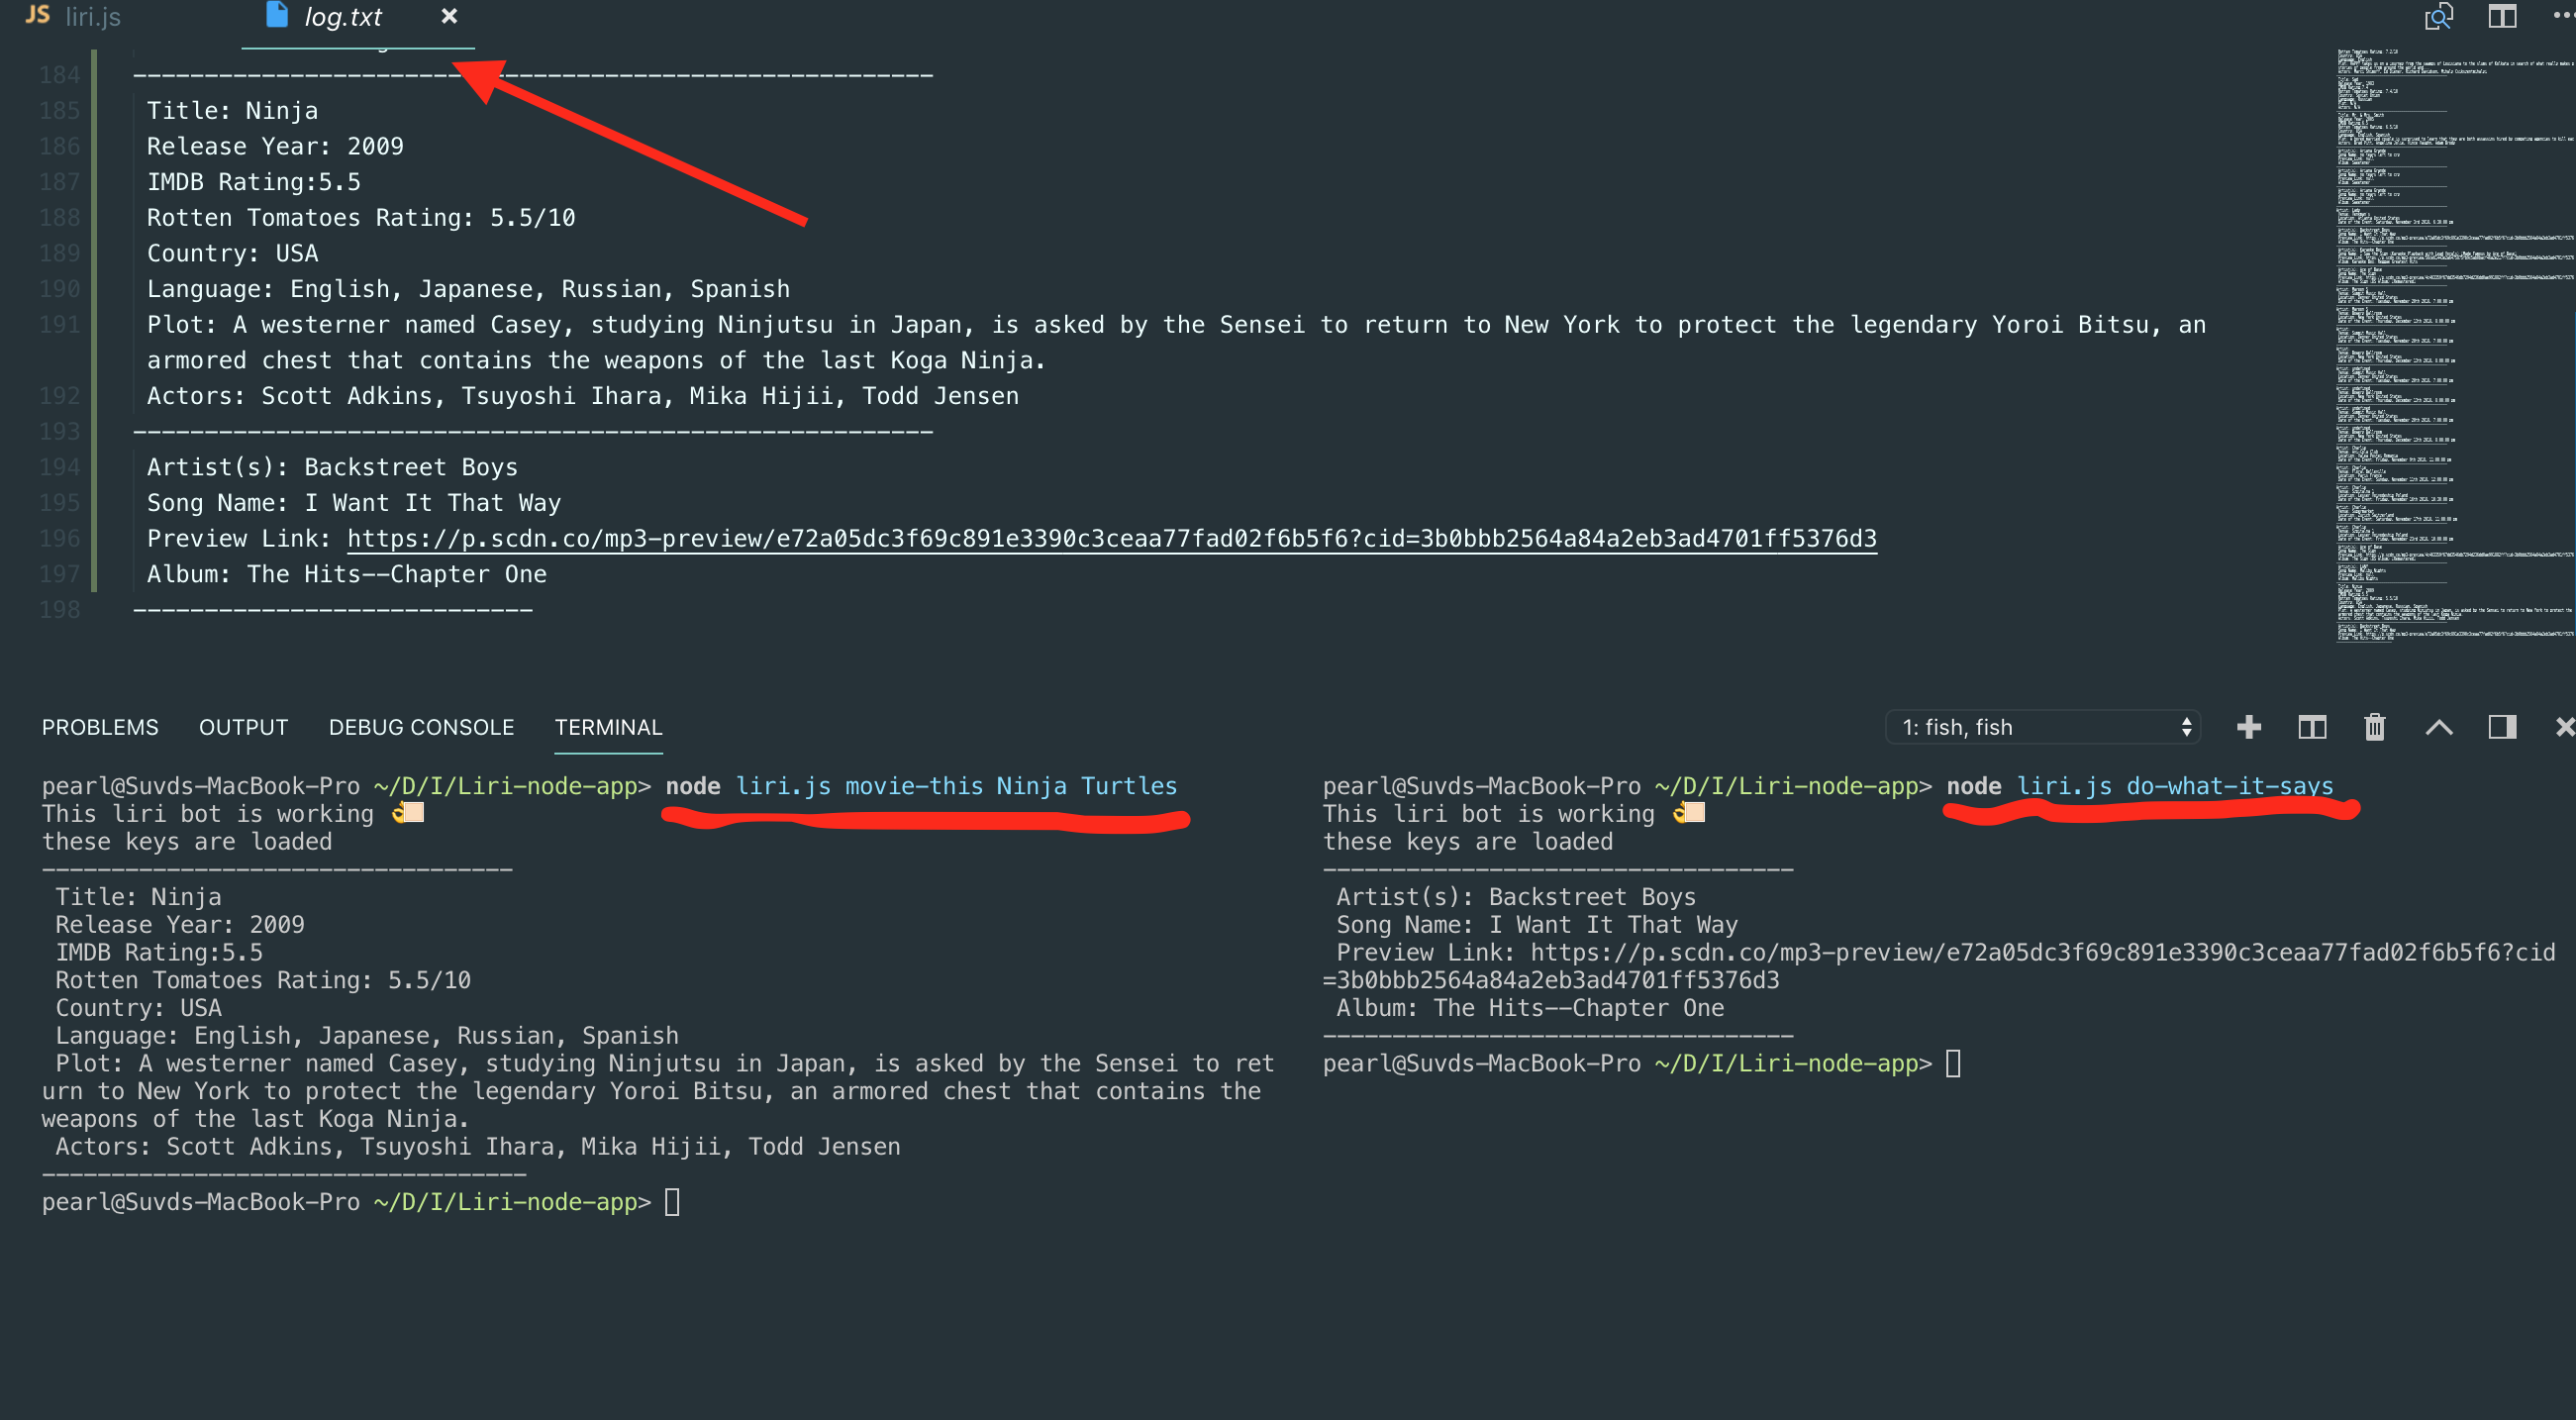 JS liri.js log.txt
184 --------------------------------------------------------
185 Title: Ninja
186 Release Year: 2009
187 IMDB Rating:5.5
188 Rotten Tomatoes Rating: 5.5/10
189 Country: USA
190 Language: English, Japanese, Russian, Spanish
191 Plot: A westerner named Casey, studying Ninjutsu in Japan, is asked by the Sensei to return to New York to protect the legendary Yoroi Bitsu, an
armored chest that contains the weapons of the last Koga Ninja.
192 Actors: Scott Adkins, Tsuyoshi Ihara, Mika Hijii, Todd Jensen
193 --------------------------------------------------------
194 Artist(s): Backstreet Boys
195 Song Name: I Want It That Way
196 Preview Link: https://p.scdn.co/mp3-preview/e72a05dc3f69c891e3390c3ceaa77fad02f6b5f6?cid=3b0bbb2564a84a2eb3ad4701ff5376d3
197 Album: The Hits--Chapter One
198 ----------------------------
PROBLEMS OUTPUT DEBUG CONSOLE TERMINAL 1: fish, fish
pearl@Suvds-MacBook-Pro ~/D/I/Liri-node-app> node liri.js movie-this Ninja Turtles
This liri bot is working 👌🏻
these keys are loaded
----------------------------------
Title: Ninja
Release Year: 2009
IMDB Rating:5.5
Rotten Tomatoes Rating: 5.5/10
Country: USA
Language: English, Japanese, Russian, Spanish
Plot: A westerner named Casey, studying Ninjutsu in Japan, is asked by the Sensei to ret
urn to New York to protect the legendary Yoroi Bitsu, an armored chest that contains the
weapons of the last Koga Ninja.
Actors: Scott Adkins, Tsuyoshi Ihara, Mika Hijii, Todd Jensen
-----------------------------------
pearl@Suvds-MacBook-Pro ~/D/I/Liri-node-app>
pearl@Suvds-MacBook-Pro ~/D/I/Liri-node-app> node liri.js do-what-it-says
This liri bot is working 👌🏻
these keys are loaded
----------------------------------
Artist(s): Backstreet Boys
Song Name: I Want It That Way
Preview Link: https://p.scdn.co/mp3-preview/e72a05dc3f69c891e3390c3ceaa77fad02f6b5f6?cid
=3b0bbb2564a84a2eb3ad4701ff5376d3
Album: The Hits--Chapter One
----------------------------------
pearl@Suvds-MacBook-Pro ~/D/I/Liri-node-app>